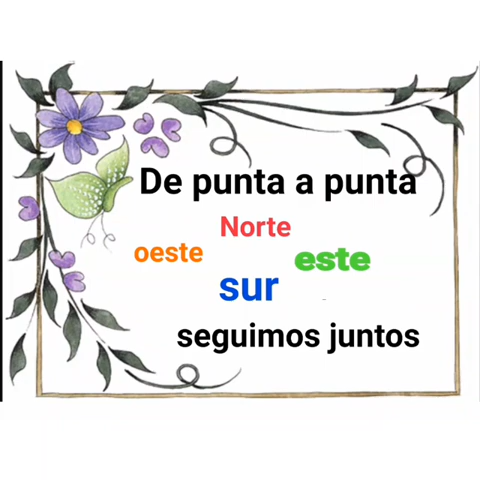 De punta a punta
Norte
oeste este
sur
seguimos juntos